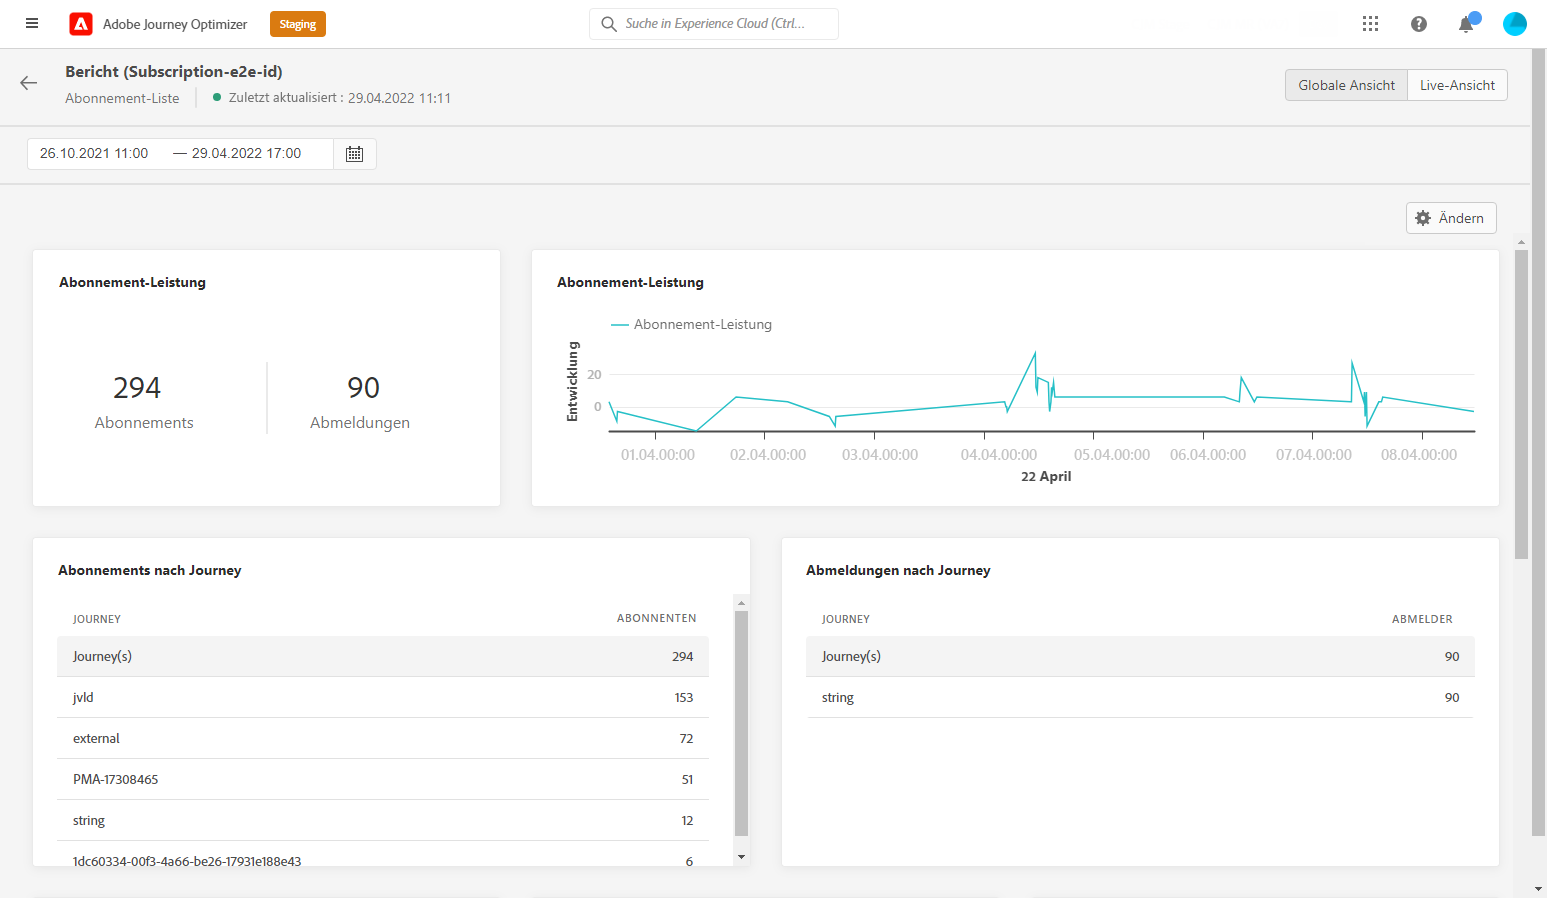 Adobe Journey Optimizer
Staging
Suche in Experience Cloud (Ctrl...
Bericht (Subscription-e2e-id)
Abonnement-Liste
Zuletzt aktualisiert : 29.04.2022 11:11
Globale Ansicht
Live-Ansicht
26.10.2021 11:00 — 29.04.2022 17:00
Ändern
Abonnement-Leistung
294
Abonnements
90
Abmeldungen
Abonnement-Leistung
Abonnement-Leistung
Entwicklung
20
0
01.04.00:00 02.04.00:00 03.04.00:00 04.04.00:00 05.04.00:00 06.04.00:00 07.04.00:00 08.04.00:00
22 April
Abonnements nach Journey
JOURNEY ABONNENTEN
Journey(s) 294
jvld 153
external 72
PMA-17308465 51
string 12
1dc60334-00f3-4a66-be26-17931e188e43 6
Abmeldungen nach Journey
JOURNEY ABMELDER
Journey(s) 90
string 90